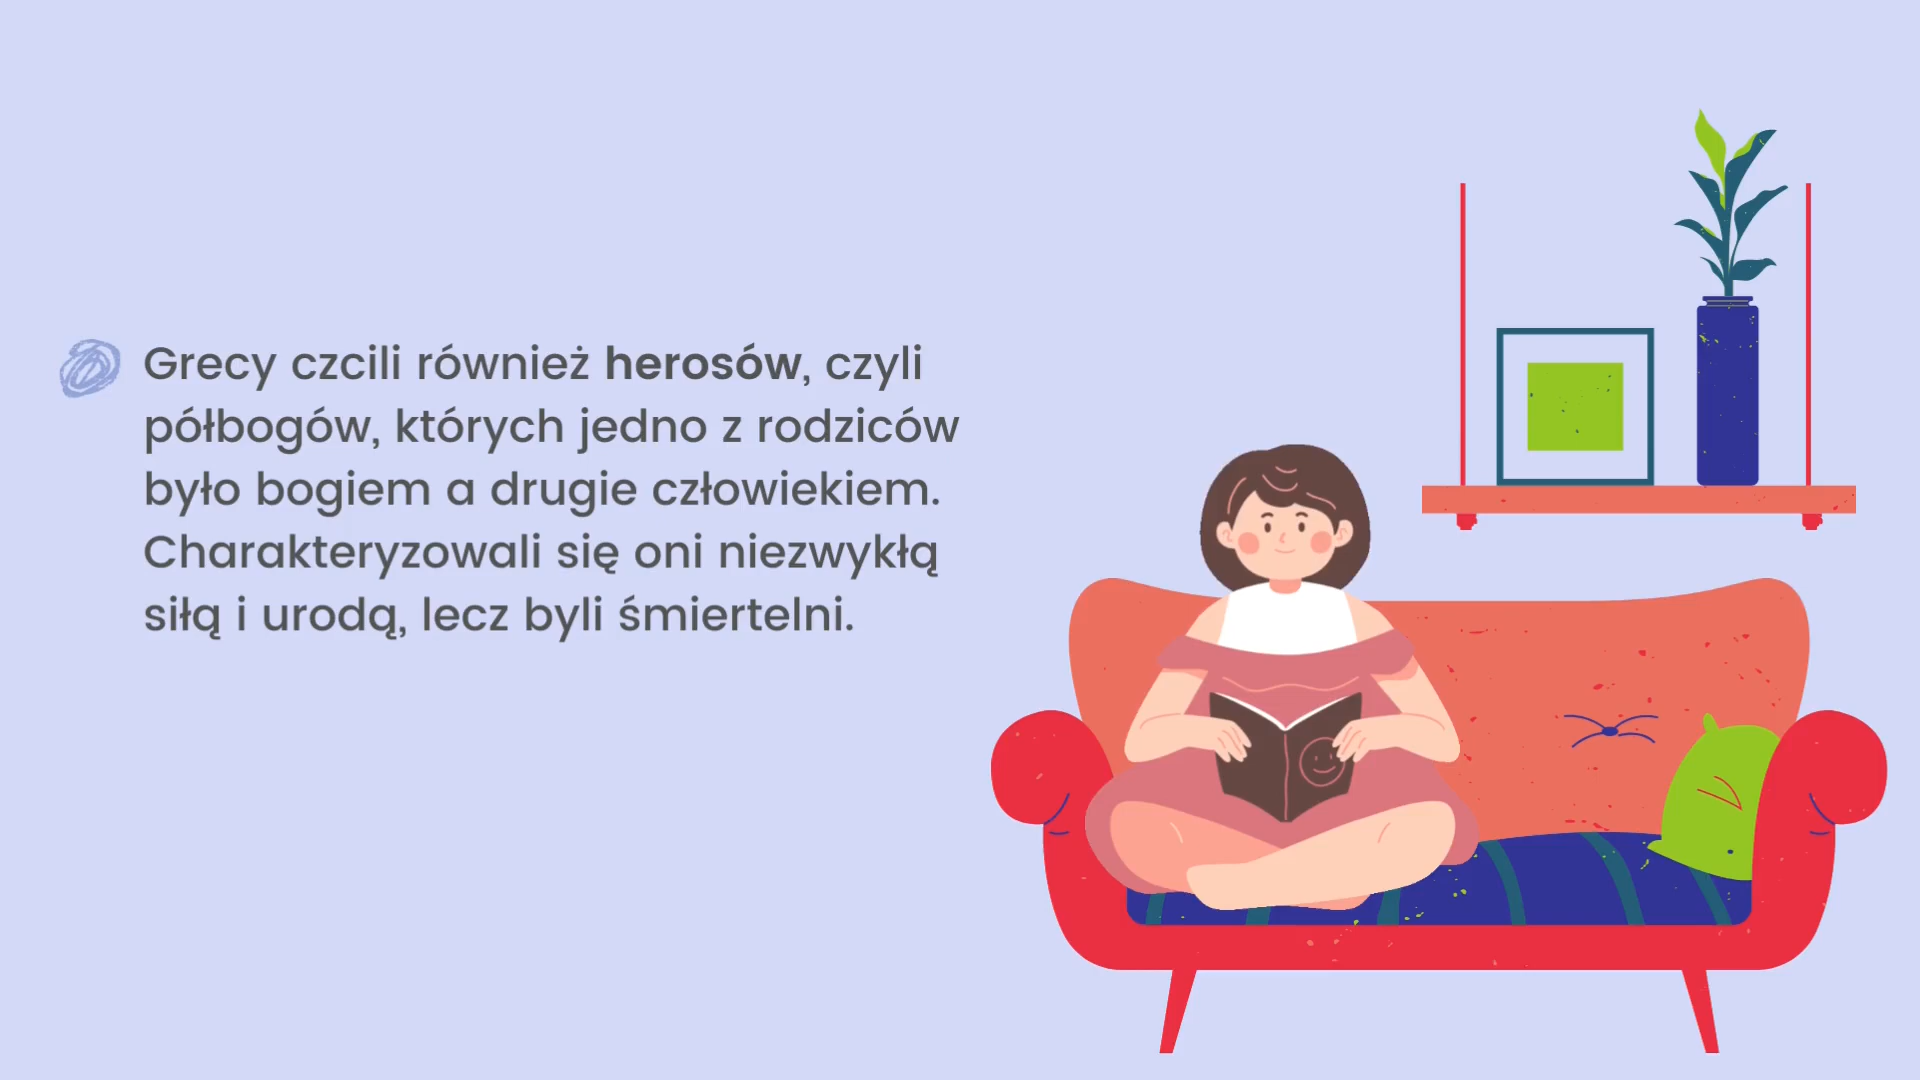 Grecy czcili również herosów, czyli
półbogów, których jedno z rodziców
było bogiem a drugie człowiekiem.
Charakteryzowali się oni niezwykłą
siłą i urodą, lecz byli śmiertelni.